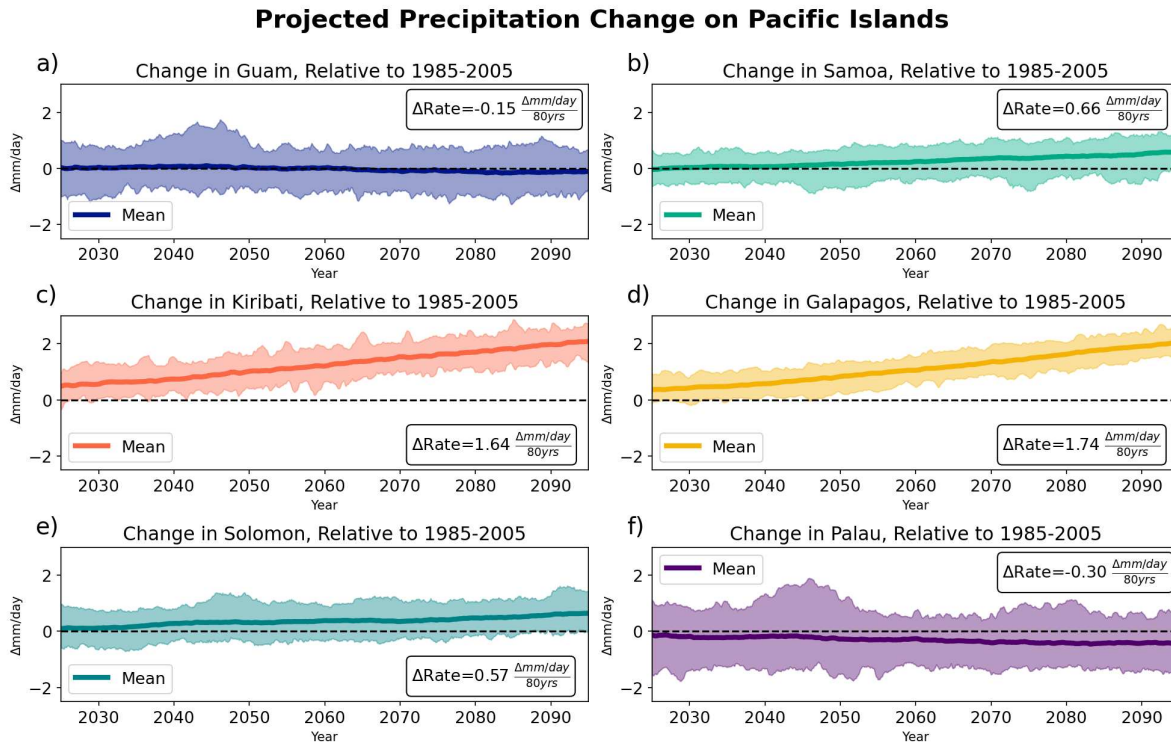 Projected Precipitation Change on Pacific Islands
a)
Change in Guam, Relative to 1985-2005
ΔRate=-0.15 Δmm/day/80yrs
Δmm/day
2
0
−2
Mean
2030 2040 2050 2060 2070 2080 2090
Year
b)
Change in Samoa, Relative to 1985-2005
ΔRate=0.66 Δmm/day/80yrs
Δmm/day
2
0
−2
Mean
2030 2040 2050 2060 2070 2080 2090
Year
c)
Change in Kiribati, Relative to 1985-2005
Δmm/day
2
0
−2
Mean
ΔRate=1.64 Δmm/day/80yrs
2030 2040 2050 2060 2070 2080 2090
Year
d)
Change in Galapagos, Relative to 1985-2005
Δmm/day
2
0
−2
Mean
ΔRate=1.74 Δmm/day/80yrs
2030 2040 2050 2060 2070 2080 2090
Year
e)
Change in Solomon, Relative to 1985-2005
Δmm/day
2
0
−2
Mean
ΔRate=0.57 Δmm/day/80yrs
2030 2040 2050 2060 2070 2080 2090
Year
f)
Change in Palau, Relative to 1985-2005
Mean
ΔRate=-0.30 Δmm/day/80yrs
Δmm/day
2
0
−2
2030 2040 2050 2060 2070 2080 2090
Year